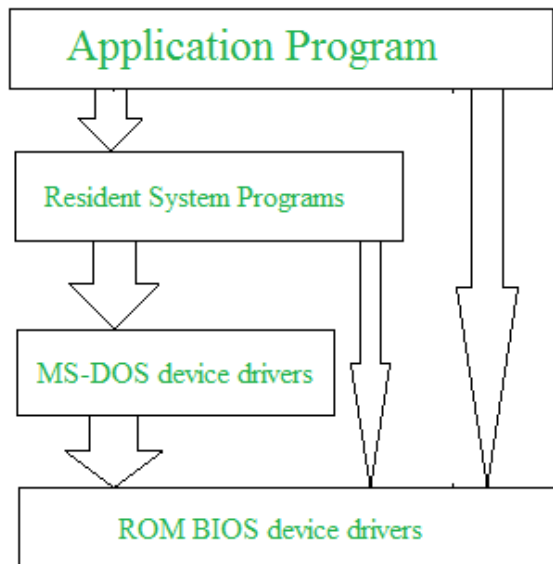 Application Program
Resident System Programs
MS-DOS device drivers
ROM BIOS device drivers